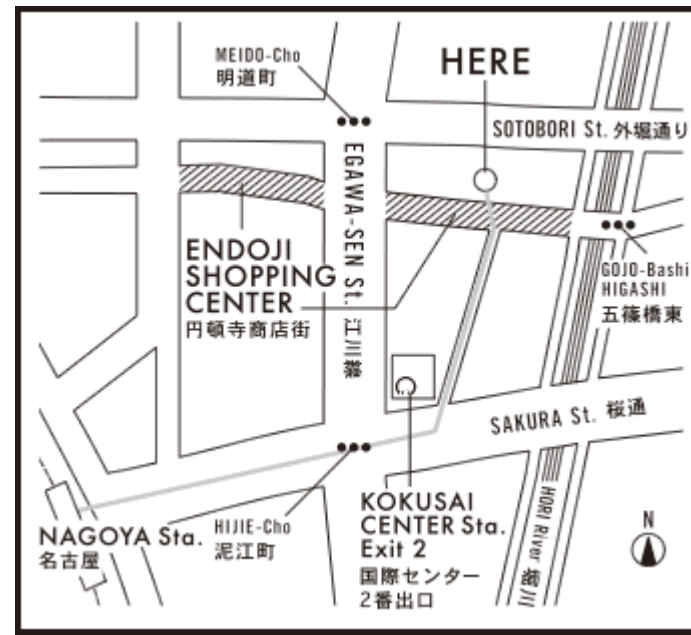 MEIDO-Cho
明道町
HERE
SOTOBORI St. 外堀通り
EGAWA-SEN St. 江川線
ENDOJI
SHOPPING
CENTER
円頓寺商店街
GOJO-Bashi
HIGASHI
五篠橋東
SAKURA St. 桜通
NAGOYA Sta.
名古屋
HIJIE-Cho
泥江町
KOKUSAI
CENTER Sta.
Exit 2
国際センター
2番出口
HORI River 堀川
N